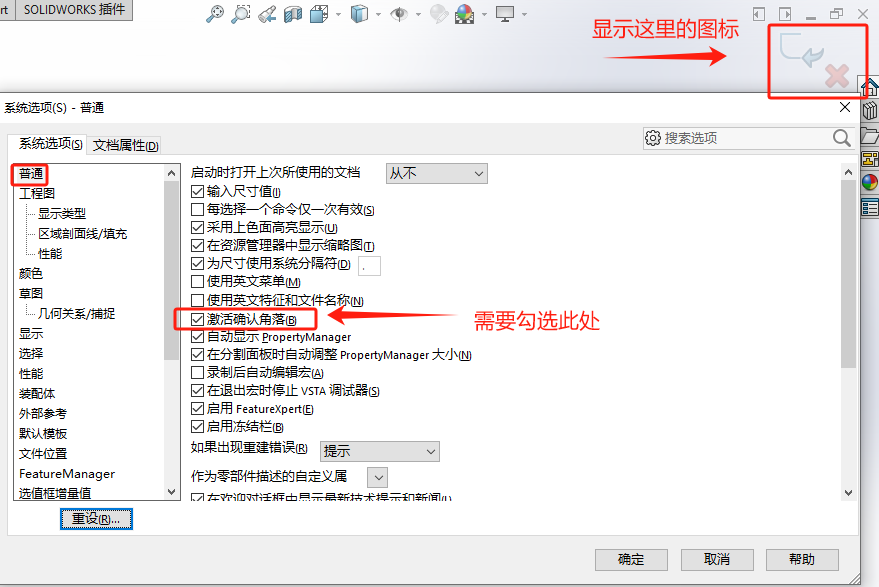 rt SOLIDWORKS 插件
显示这里的图标
系统选项(S) - 普通
系统选项(S) 文档属性(D)
搜索选项
普通
工程图
显示类型
区域剖面线/填充
性能
颜色
草图
几何关系/捕捉
显示
选择
性能
装配体
外部参考
默认模板
文件位置
FeatureManager
选值框增量值
重设(R)...
启动时打开上次所使用的文档 从不
输入尺寸值(I)
每选择一个命令仅一次有效(S)
采用上色面高亮显示(U)
在资源管理器中显示缩略图(T)
为尺寸使用系统分隔符(D) .
使用英文菜单(M)
使用英文特征和文件名称(N)
激活确认角落(B)
需要勾选此处
自动显示 PropertyManager
在分割面板时自动调整 PropertyManager 大小(N)
录制后自动编辑宏(A)
在退出宏时停止 VSTA 调试器(S)
启用 FeatureXpert(E)
启用冻结栏(B)
如果出现重建错误(R) 提示
作为零部件描述的自定义属
在欢迎对话框中显示最新技术提示和新闻(L)
确定 取消 帮助